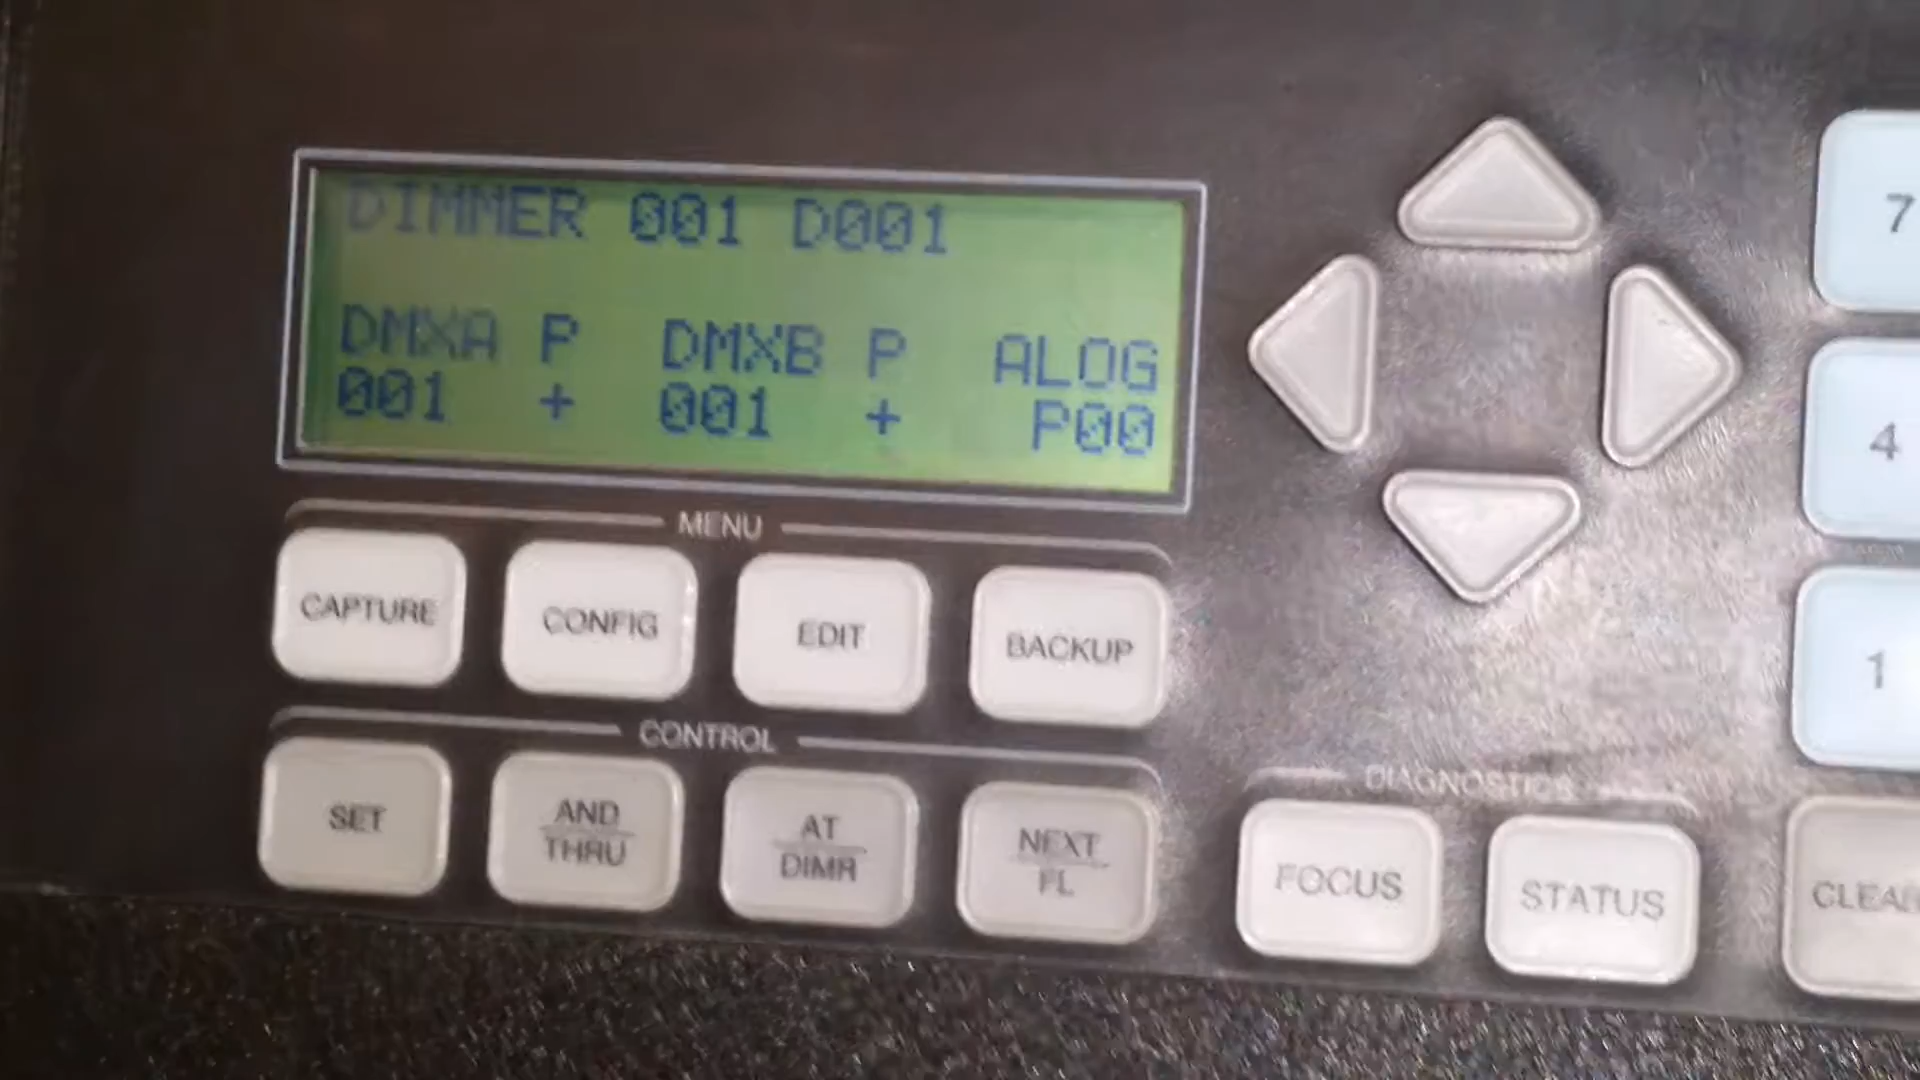 DIMMER 001 D001
DMXA P DMXB P ALOG
001 + 001 + P00
MENU
CAPTURE CONFIG EDIT BACKUP
CONTROL
SET AND THRU AT DIMR NEXT FL
DIAGNOSTICS
FOCUS STATUS
7
4
1
CLEAR